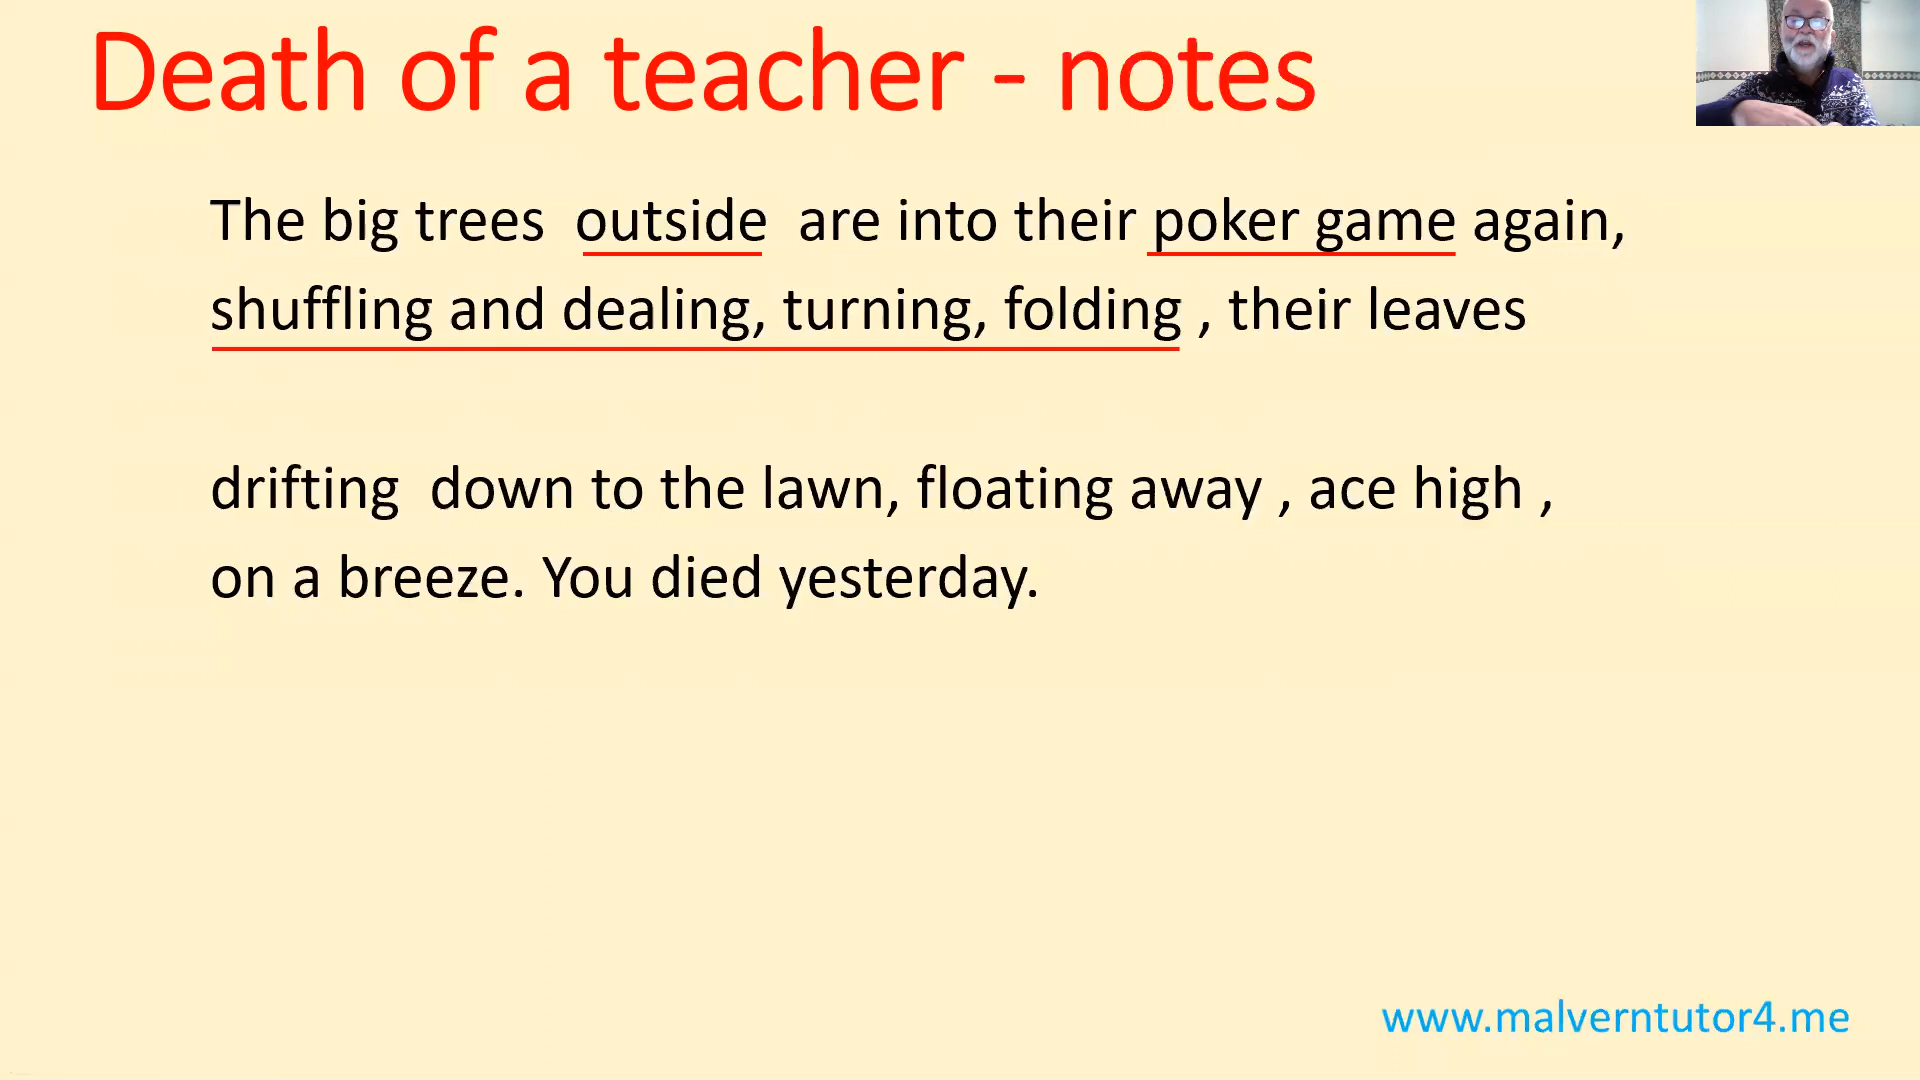 Death of a teacher - notes
The big trees outside are into their poker game again,
shuffling and dealing, turning, folding , their leaves
drifting down to the lawn, floating away , ace high ,
on a breeze. You died yesterday.
www.malverntutor4.me